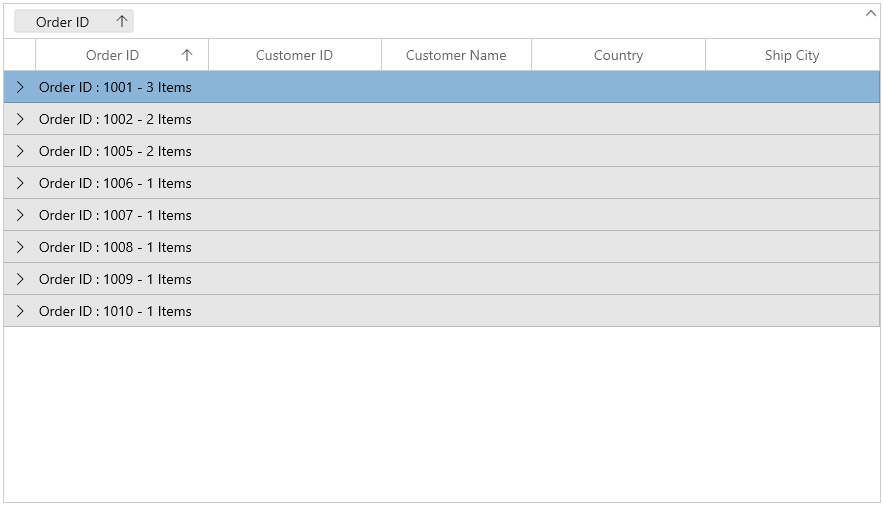 Order ID
Order ID Customer ID Customer Name Country Ship City
Order ID : 1001 - 3 Items
Order ID : 1002 - 2 Items
Order ID : 1005 - 2 Items
Order ID : 1006 - 1 Items
Order ID : 1007 - 1 Items
Order ID : 1008 - 1 Items
Order ID : 1009 - 1 Items
Order ID : 1010 - 1 Items